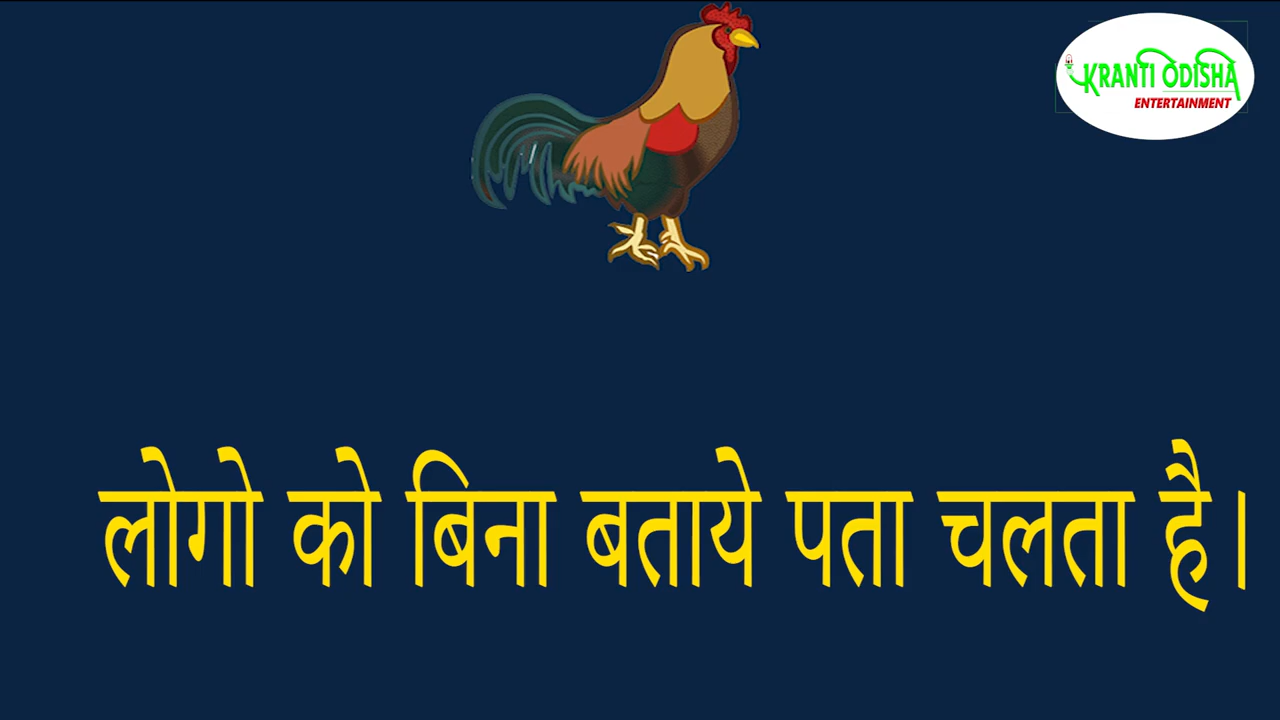 KRANTI ODISHA
ENTERTAINMENT
लोगो को बिना बताये पता चलता है।